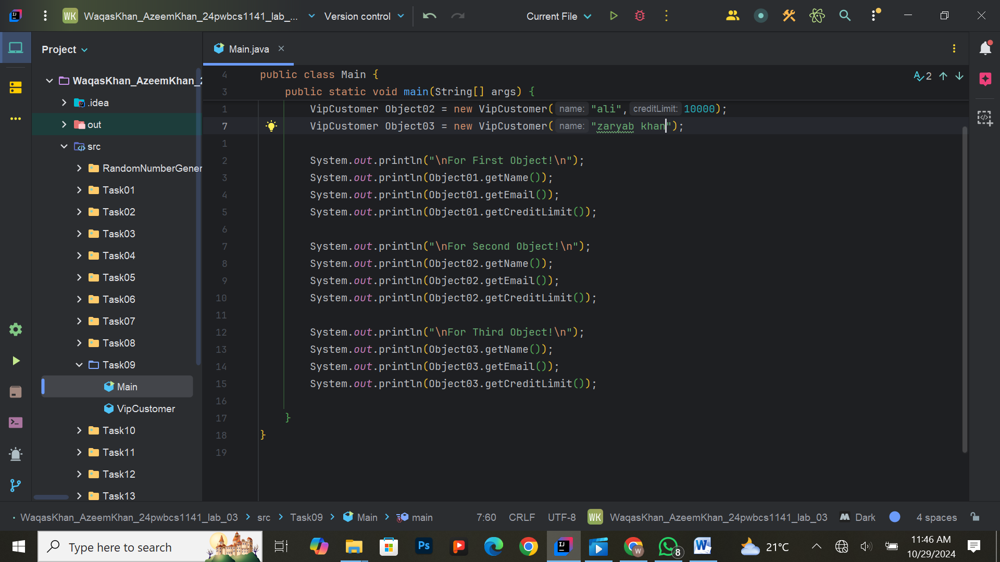 WK WaqasKhan_AzeemKhan_24pwbcs1141_lab_... Version control Current File
Project
Main.java
WaqasKhan_AzeemKhan_2
.idea
out
src
RandomNumberGener
Task01
Task02
Task03
Task04
Task05
Task06
Task07
Task08
Task09
Main
VipCustomer
Task10
Task11
Task12
Task13
2
4 public class Main {
3 public static void main(String[] args) {
1 VipCustomer Object02 = new VipCustomer( name: "ali", creditLimit: 10000);
7 VipCustomer Object03 = new VipCustomer( name: "zaryab khan");
1
2 System.out.println("\nFor First Object!\n");
3 System.out.println(Object01.getName());
4 System.out.println(Object01.getEmail());
5 System.out.println(Object01.getCreditLimit());
6
7 System.out.println("\nFor Second Object!\n");
8 System.out.println(Object02.getName());
9 System.out.println(Object02.getEmail());
10 System.out.println(Object02.getCreditLimit());
11
12 System.out.println("\nFor Third Object!\n");
13 System.out.println(Object03.getName());
14 System.out.println(Object03.getEmail());
15 System.out.println(Object03.getCreditLimit());
16
17 }
18 }
19
WaqasKhan_AzeemKhan_24pwbcs1141_lab_03 src Task09 Main main 7:60 CRLF UTF-8 WK WaqasKhan_AzeemKhan_24pwbcs1141_lab_03 Dark 4 spaces
Type here to search Ps P IJ W 8 W 21°C 11:46 AM
10/29/2024